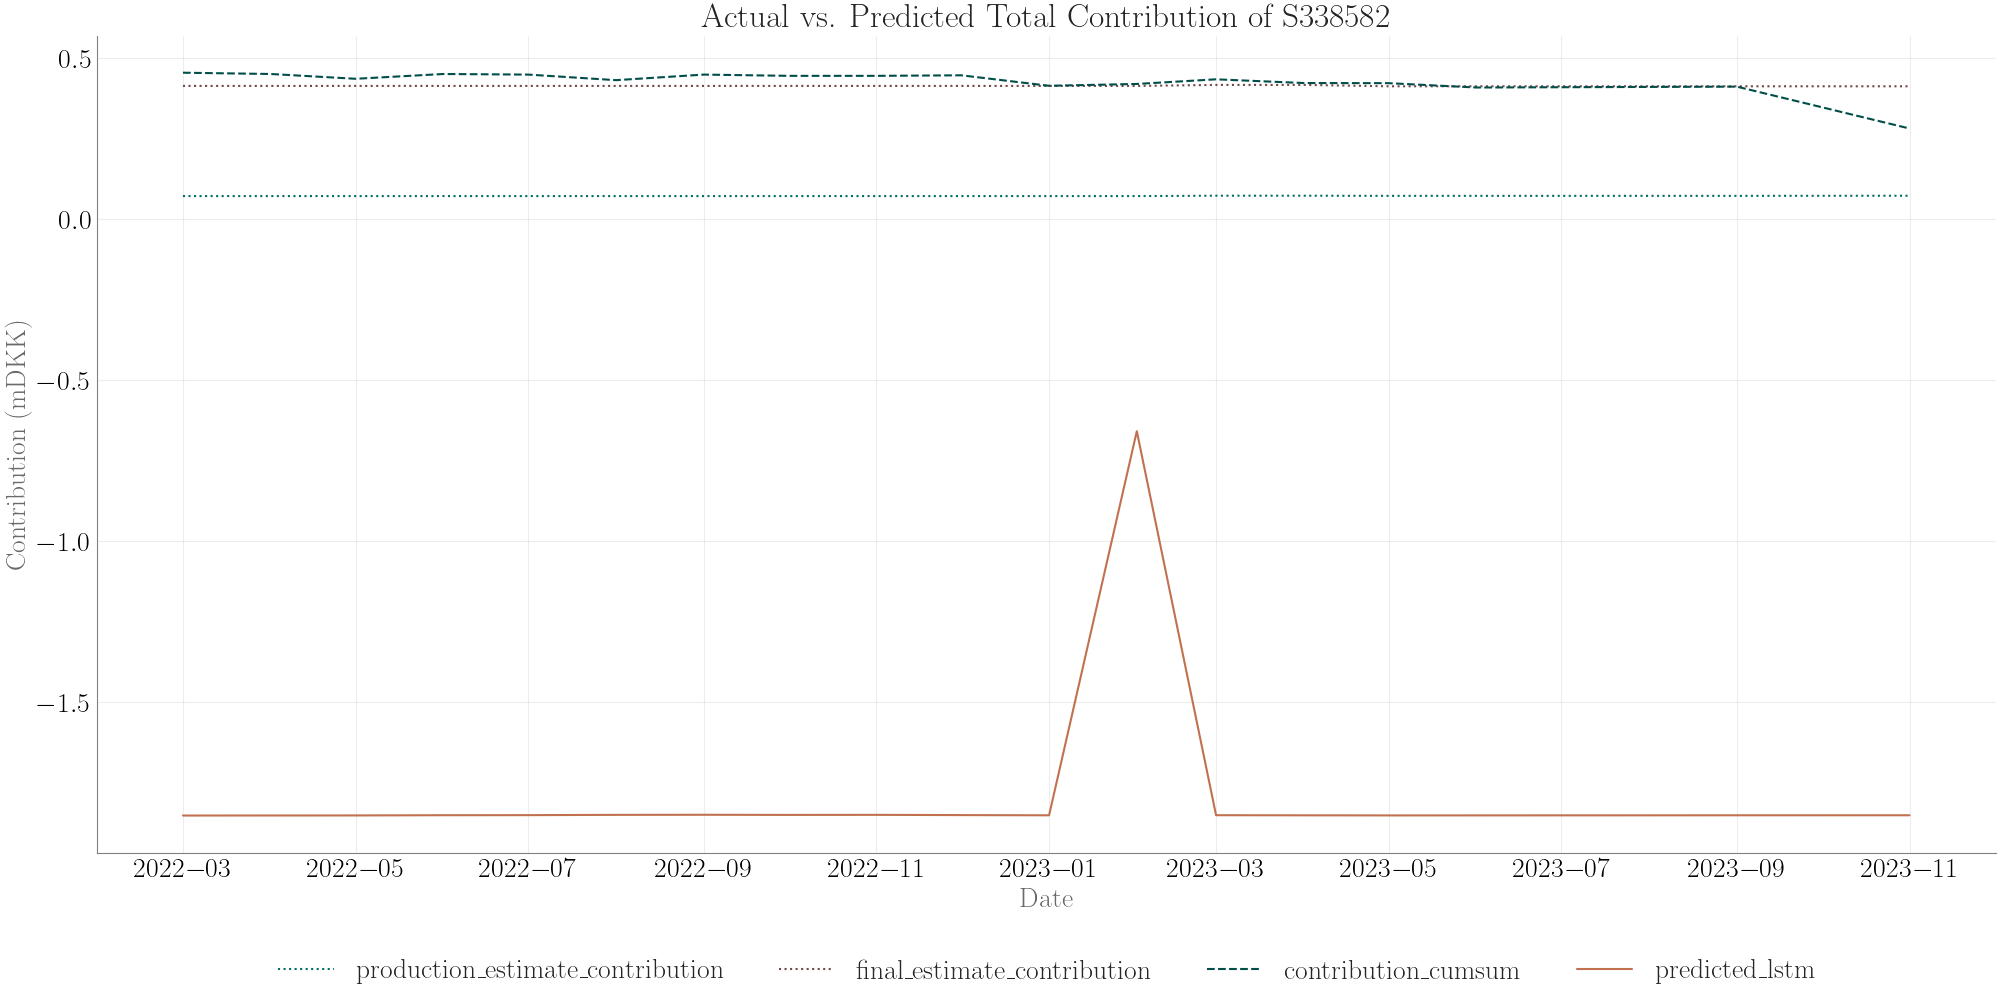 Actual vs. Predicted Total Contribution of S338582
Contribution (mDKK)
0.5
0.0
−0.5
−1.0
−1.5
2022−03 2022−05 2022−07 2022−09 2022−11 2023−01 2023−03 2023−05 2023−07 2023−09 2023−11
Date
production_estimate_contribution final_estimate_contribution contribution_cumsum predicted_lstm